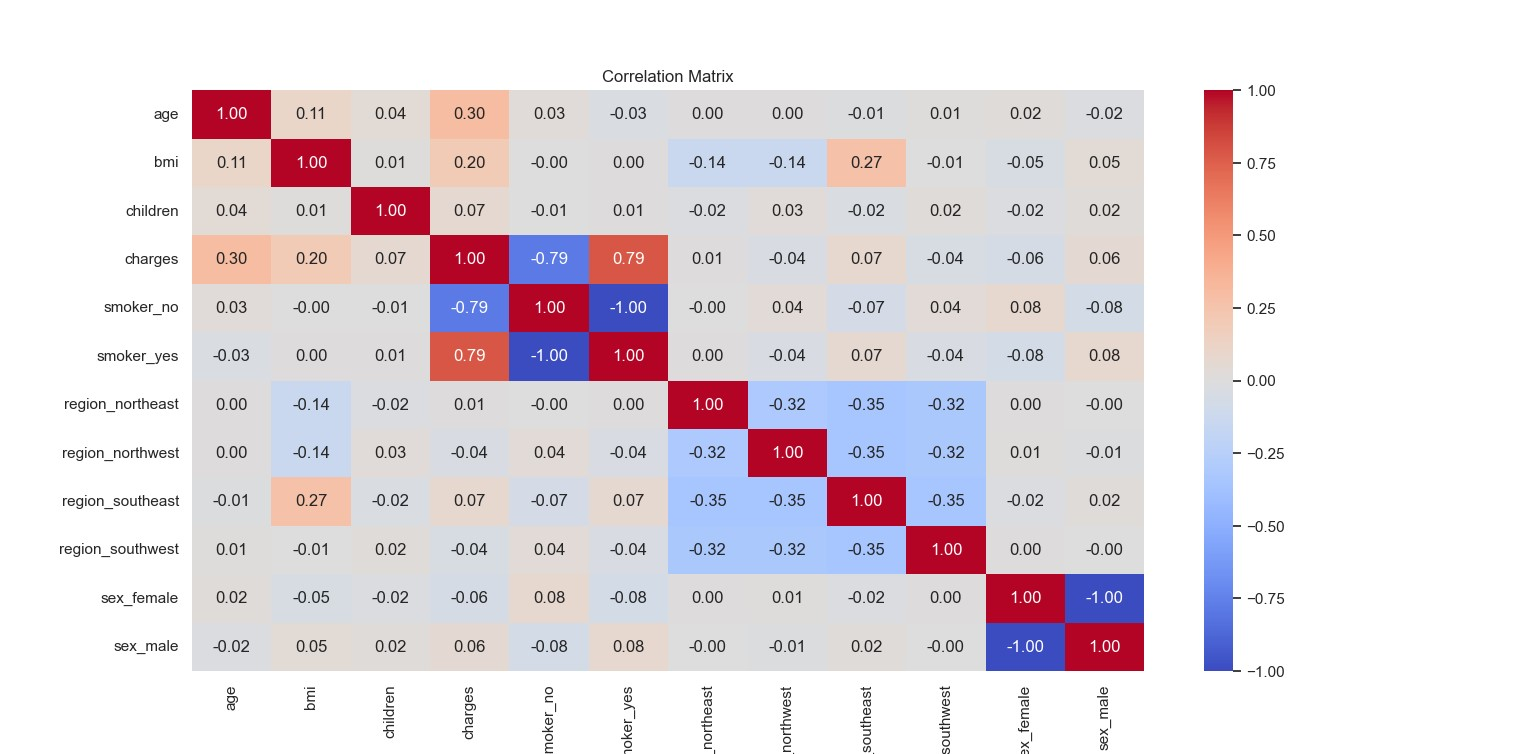 Correlation Matrix
age 1.00 0.11 0.04 0.30 0.03 -0.03 0.00 0.00 -0.01 0.01 0.02 -0.02
bmi 0.11 1.00 0.01 0.20 -0.00 0.00 -0.14 -0.14 0.27 -0.01 -0.05 0.05
children 0.04 0.01 1.00 0.07 -0.01 0.01 -0.02 0.03 -0.02 0.02 -0.02 0.02
charges 0.30 0.20 0.07 1.00 -0.79 0.79 0.01 -0.04 0.07 -0.04 -0.06 0.06
smoker_no 0.03 -0.00 -0.01 -0.79 1.00 -1.00 -0.00 0.04 -0.07 0.04 0.08 -0.08
smoker_yes -0.03 0.00 0.01 0.79 -1.00 1.00 0.00 -0.04 0.07 -0.04 -0.08 0.08
region_northeast 0.00 -0.14 -0.02 0.01 -0.00 0.00 1.00 -0.32 -0.35 -0.32 0.00 -0.00
region_northwest 0.00 -0.14 0.03 -0.04 0.04 -0.04 -0.32 1.00 -0.35 -0.32 0.01 -0.01
region_southeast -0.01 0.27 -0.02 0.07 -0.07 0.07 -0.35 -0.35 1.00 -0.35 -0.02 0.02
region_southwest 0.01 -0.01 0.02 -0.04 0.04 -0.04 -0.32 -0.32 -0.35 1.00 0.00 -0.00
sex_female 0.02 -0.05 -0.02 -0.06 0.08 -0.08 0.00 0.01 -0.02 0.00 1.00 -1.00
sex_male -0.02 0.05 0.02 0.06 -0.08 0.08 -0.00 -0.01 0.02 -0.00 -1.00 1.00
age
bmi
children
charges
moker_no
noker_yes
_northeast
northwest
_southeast
southwest
ex_female
sex_male
1.00
0.75
0.50
0.25
0.00
−0.25
−0.50
−0.75
−1.00